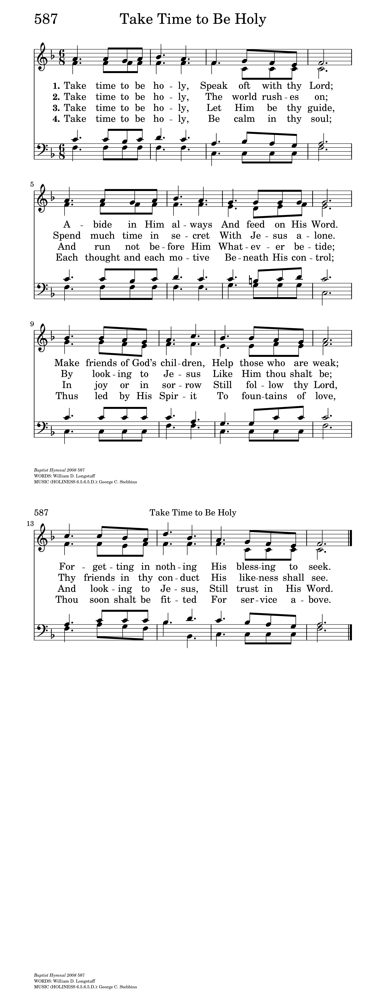 587 Take Time to Be Holy
6
8
1. Take time to be ho -- ly, Speak oft with thy Lord;
2. Take time to be ho -- ly, The world rush -- es on;
3. Take time to be ho -- ly, Let Him be thy guide,
4. Take time to be ho -- ly, Be calm in thy soul;
6
8
5
A -- bide in Him al -- ways And feed on His Word.
Spend much time in se -- cret With Je -- sus a -- lone.
And run not be -- fore Him What -- ev -- er be -- tide;
Each thought and each mo -- tive Be -- neath His con -- trol;
9
Make friends of God’s chil -- dren, Help those who are weak;
By look -- ing to Je -- sus Like Him thou shalt be;
In joy or in sor -- row Still fol -- low thy Lord,
Thus led by His Spir -- it To foun -- tains of love,
Baptist Hymnal 2008 587
WORDS: William D. Longstaff
MUSIC (HOLINESS 6.5.6.5.D.): George C. Stebbins
587 Take Time to Be Holy
13
For -- get -- ting in noth -- ing His bless -- ing to seek.
Thy friends in thy con -- duct His like -- ness shall see.
And look -- ing to Je -- sus, Still trust in His Word.
Thou soon shalt be fit -- ted For ser -- vice a -- bove.
Baptist Hymnal 2008 587
WORDS: William D. Longstaff
MUSIC (HOLINESS 6.5.6.5.D.): George C. Stebbins